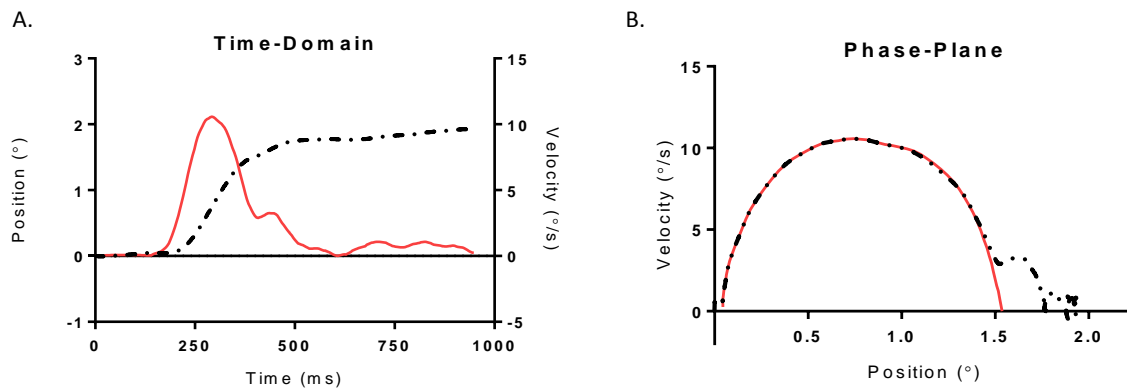 A.
Time-Domain
3
2
1
0
-1
Position (°)
15
10
5
0
-5
Velocity (°/s)
0 250 500 750 1000
Time (ms)
B.
Phase-Plane
15
10
5
0
Velocity (°/s)
0.5 1.0 1.5 2.0
Position (°)